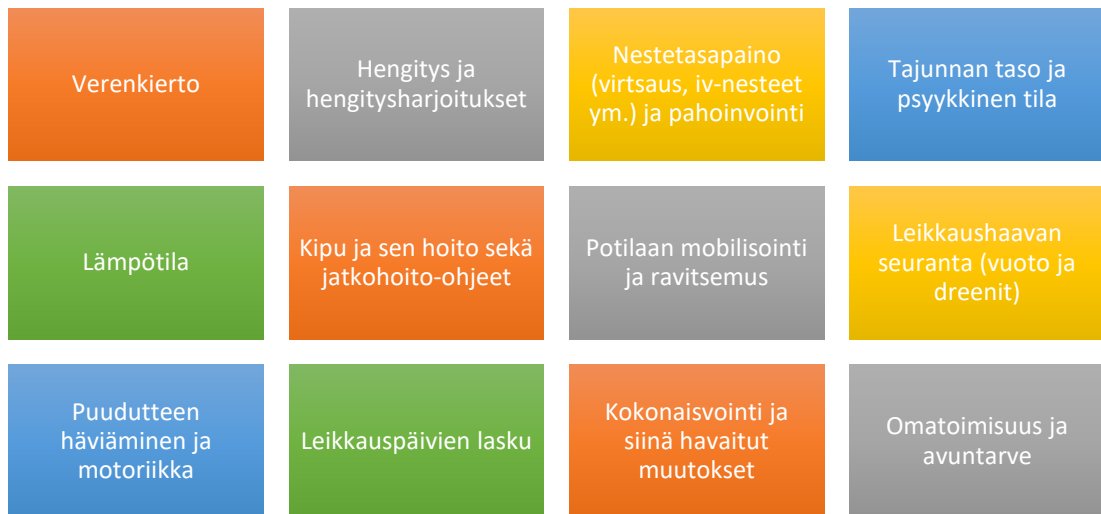 Verenkierto
Hengitys ja
hengitysharjoitukset
Nestetasapaino
(virtsaus, iv-nesteet
ym.) ja pahoinvointi
Tajunnan taso ja
psyykkinen tila
Lämpötila
Kipu ja sen hoito sekä
jatkohoito-ohjeet
Potilaan mobilisointi
ja ravitsemus
Leikkaushaavan
seuranta (vuoto ja
dreenit)
Puudutteen
häviäminen ja
motoriikka
Leikkauspäivien lasku
Kokonaisvointi ja
siinä havaitut
muutokset
Omatoimisuus ja
avuntarve